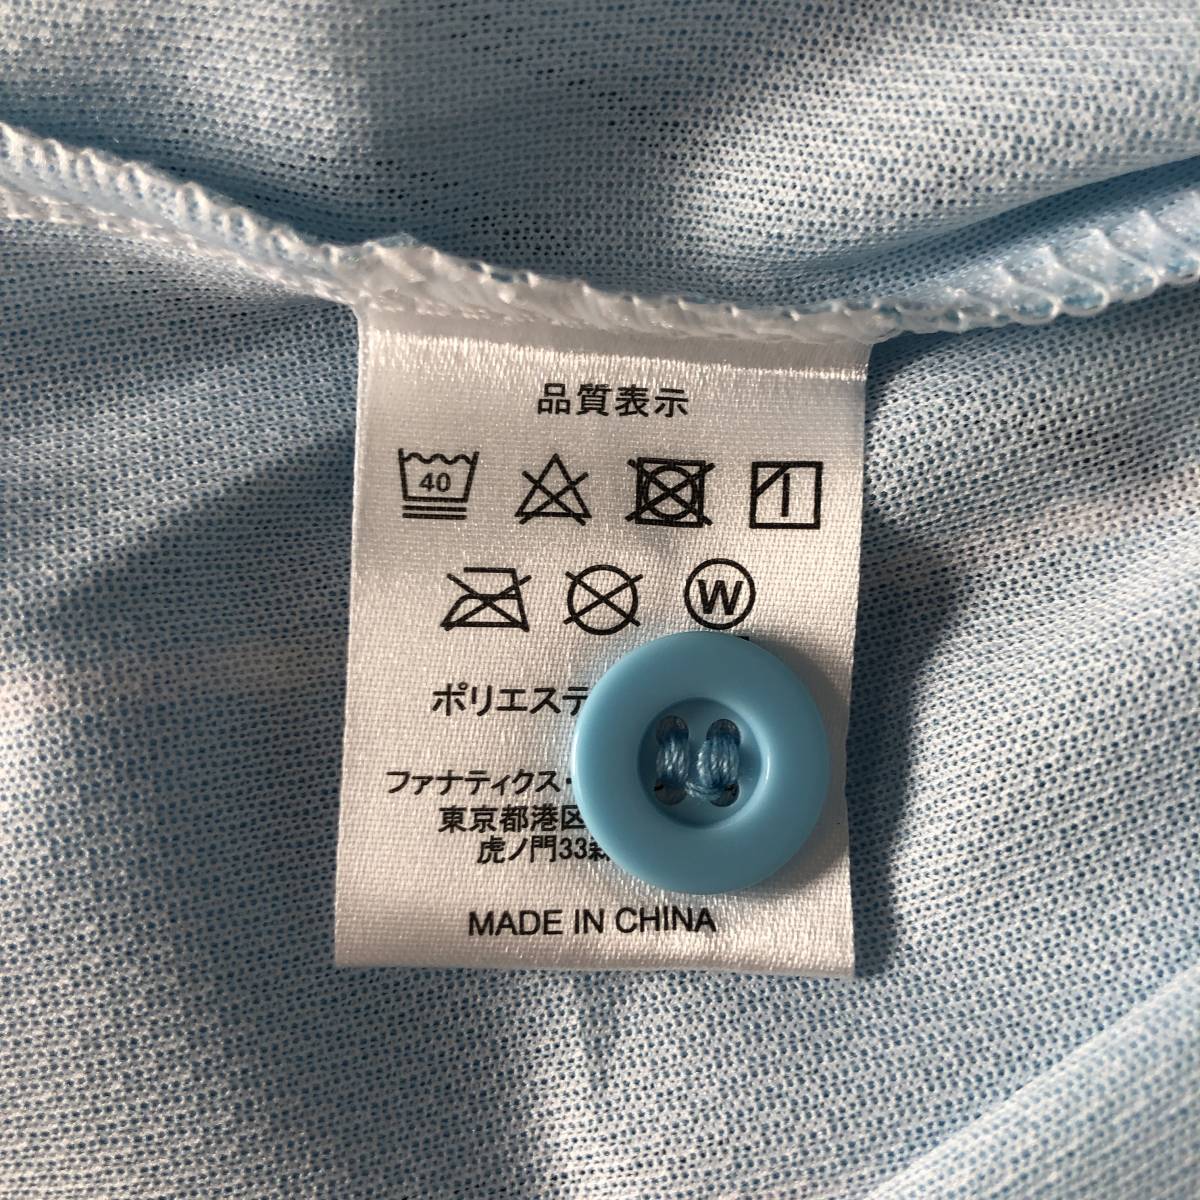 品質表示
40
W
ポリエステ
ファナティクス・
東京都港区
虎ノ門33森
MADE IN CHINA